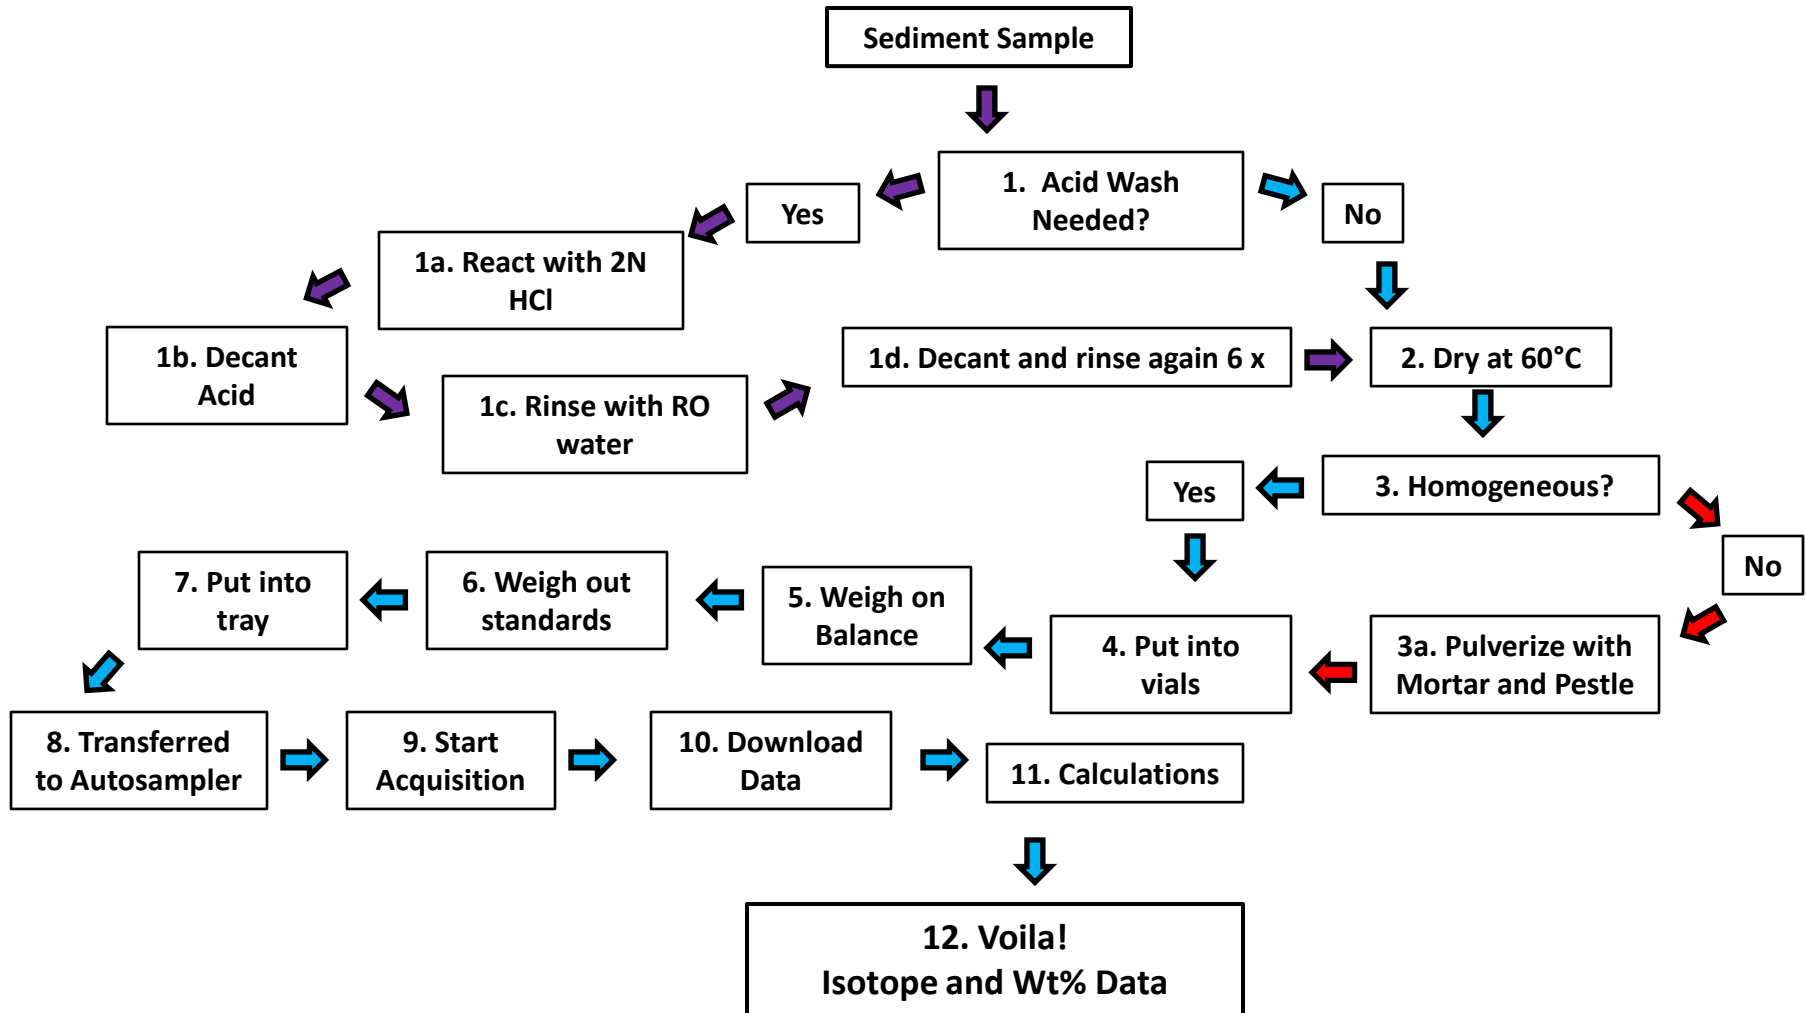 Sediment Sample
1. Acid Wash
Needed?
Yes
No
1a. React with 2N
HCl
1b. Decant
Acid
1c. Rinse with RO
water
1d. Decant and rinse again 6 x
2. Dry at 60°C
3. Homogeneous?
Yes
No
3a. Pulverize with
Mortar and Pestle
4. Put into
vials
5. Weigh on
Balance
6. Weigh out
standards
7. Put into
tray
8. Transferred
to Autosampler
9. Start
Acquisition
10. Download
Data
11. Calculations
12. Voila!
Isotope and Wt% Data